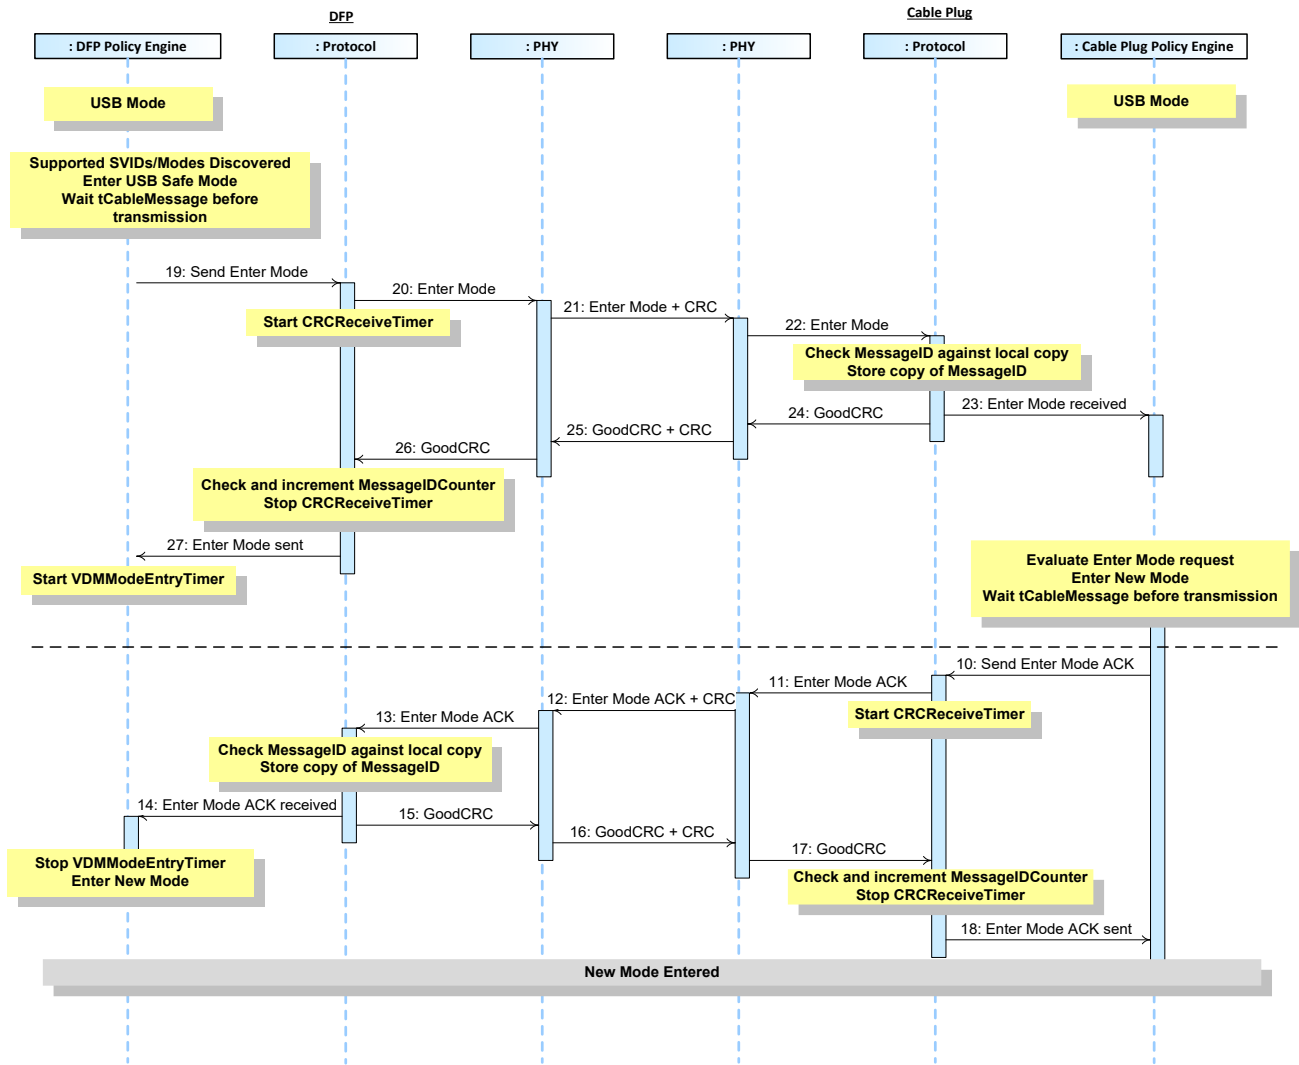 DFP
Cable Plug
: DFP Policy Engine
: Protocol
: PHY
: PHY
: Protocol
: Cable Plug Policy Engine
USB Mode
USB Mode
Supported SVIDs/Modes Discovered
Enter USB Safe Mode
Wait tCableMessage before
transmission
19: Send Enter Mode
20: Enter Mode
21: Enter Mode + CRC
Start CRCReceiveTimer
22: Enter Mode
Check MessageID against local copy
Store copy of MessageID
23: Enter Mode received
24: GoodCRC
25: GoodCRC + CRC
26: GoodCRC
Check and increment MessageIDCounter
Stop CRCReceiveTimer
27: Enter Mode sent
Start VDMModeEntryTimer
Evaluate Enter Mode request
Enter New Mode
Wait tCableMessage before transmission
10: Send Enter Mode ACK
11: Enter Mode ACK
12: Enter Mode ACK + CRC
Start CRCReceiveTimer
13: Enter Mode ACK
Check MessageID against local copy
Store copy of MessageID
14: Enter Mode ACK received
15: GoodCRC
16: GoodCRC + CRC
17: GoodCRC
Stop VDMModeEntryTimer
Enter New Mode
Check and increment MessageIDCounter
Stop CRCReceiveTimer
18: Enter Mode ACK sent
New Mode Entered